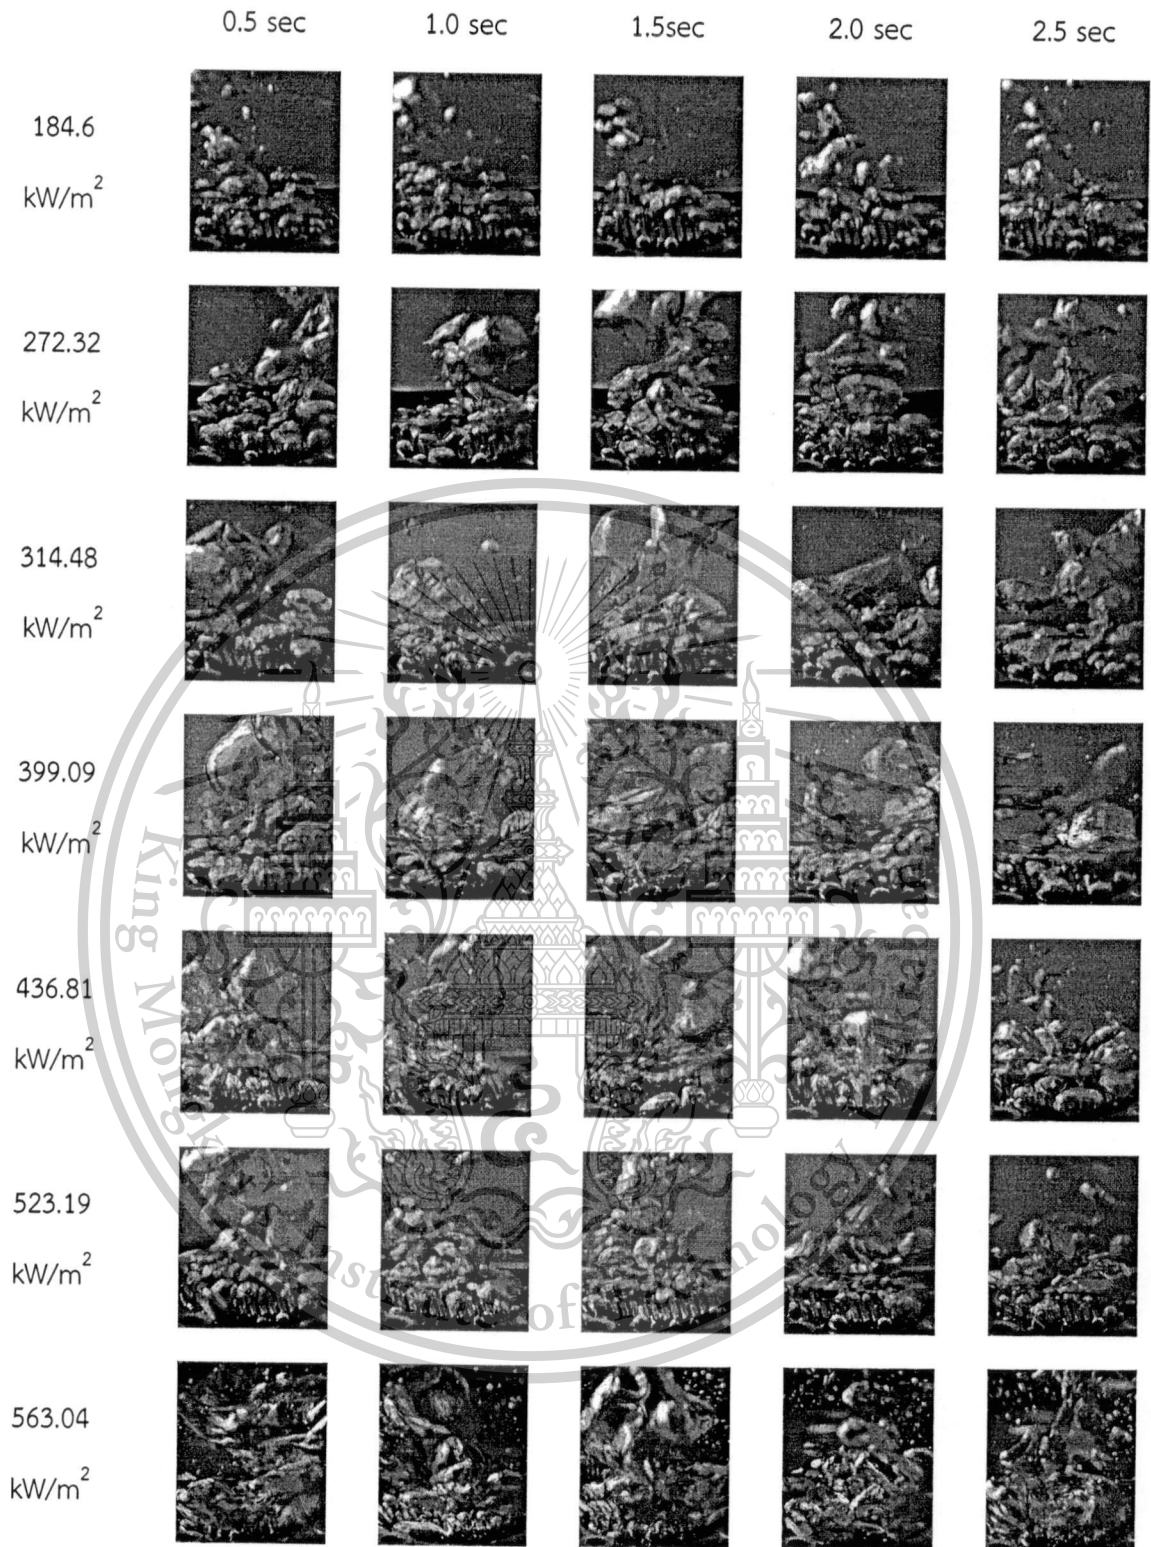 0.5 sec 1.0 sec 1.5sec 2.0 sec 2.5 sec
184.6
kW/m²
272.32
kW/m²
314.48
kW/m²
399.09
kW/m²
436.81
kW/m²
523.19
kW/m²
563.04
kW/m²
King Mongk
Institute of Technology